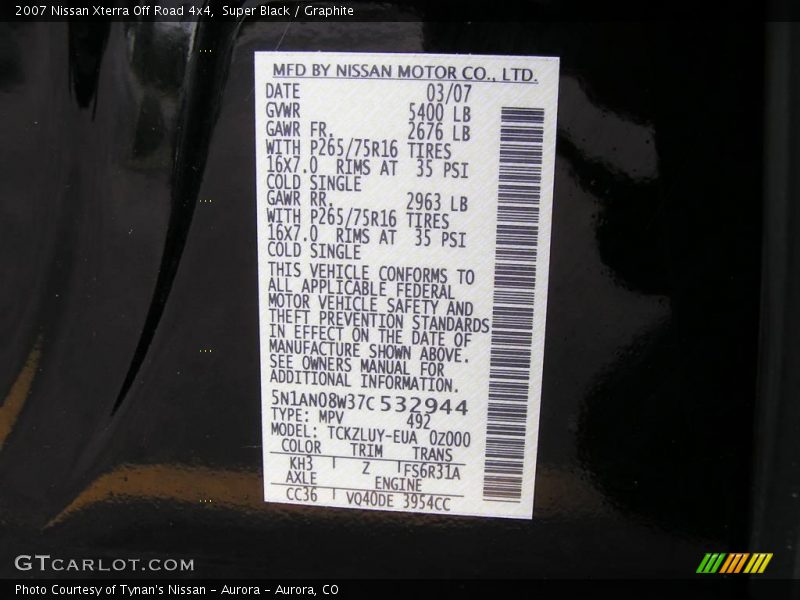 2007 Nissan Xterra Off Road 4x4, Super Black / Graphite
MFD BY NISSAN MOTOR CO., LTD.
DATE 03/07
GVWR 5400 LB
GAWR FR. 2676 LB
WITH P265/75R16 TIRES
16X7.0 RIMS AT 35 PSI
COLD SINGLE
GAWR RR. 2963 LB
WITH P265/75R16 TIRES
16X7.0 RIMS AT 35 PSI
COLD SINGLE
THIS VEHICLE CONFORMS TO
ALL APPLICABLE FEDERAL
MOTOR VEHICLE SAFETY AND
THEFT PREVENTION STANDARDS
IN EFFECT ON THE DATE OF
MANUFACTURE SHOWN ABOVE.
SEE OWNERS MANUAL FOR
ADDITIONAL INFORMATION.
5N1AN08W37C532944
TYPE: MPV 492
MODEL: TCKZLUY-EUA 0Z000
COLOR TRIM TRANS
KH3 Z FS6R31A
AXLE ENGINE
CC36 VQ40DE 3954CC
GTCARLOT.COM
Photo Courtesy of Tynan's Nissan - Aurora - Aurora, CO